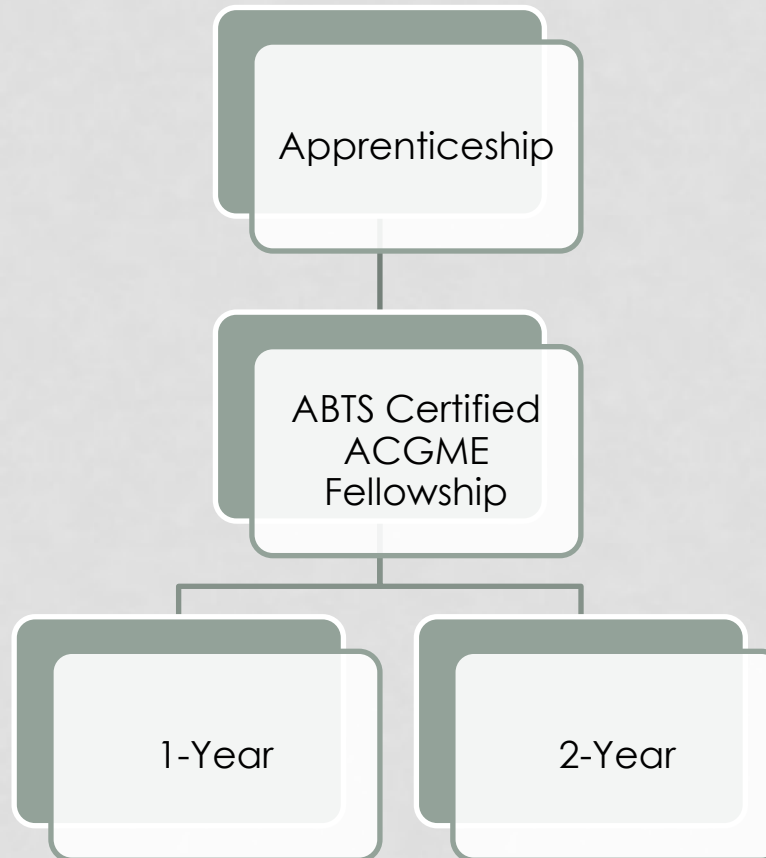 Apprenticeship
ABTS Certified
ACGME
Fellowship
1-Year
2-Year